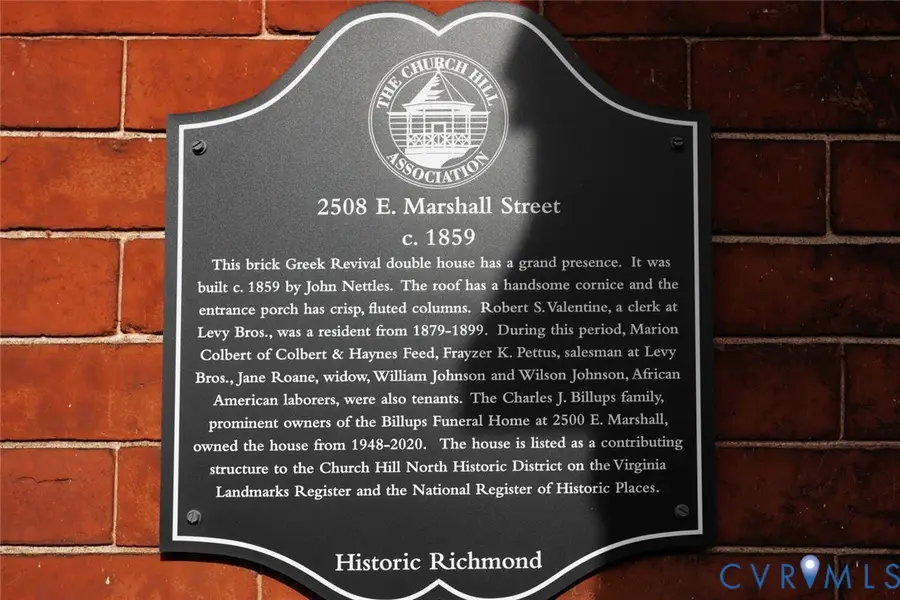 THE CHURCH HILL
ASSOCIATION
2508 E. Marshall Street
c. 1859
This brick Greek Revival double house has a grand presence. It was
built c. 1859 by John Nettles. The roof has a handsome cornice and the
entrance porch has crisp, fluted columns. Robert S. Valentine, a clerk at
Levy Bros., was a resident from 1879-1899. During this period, Marion
Colbert of Colbert & Haynes Feed, Frayzer K. Pettus, salesman at Levy
Bros., Jane Roane, widow, William Johnson and Wilson Johnson, African
American laborers, were also tenants. The Charles J. Billups family,
prominent owners of the Billups Funeral Home at 2500 E. Marshall,
owned the house from 1948-2020. The house is listed as a contributing
structure to the Church Hill North Historic District on the Virginia
Landmarks Register and the National Register of Historic Places.
Historic Richmond
CVRMLS